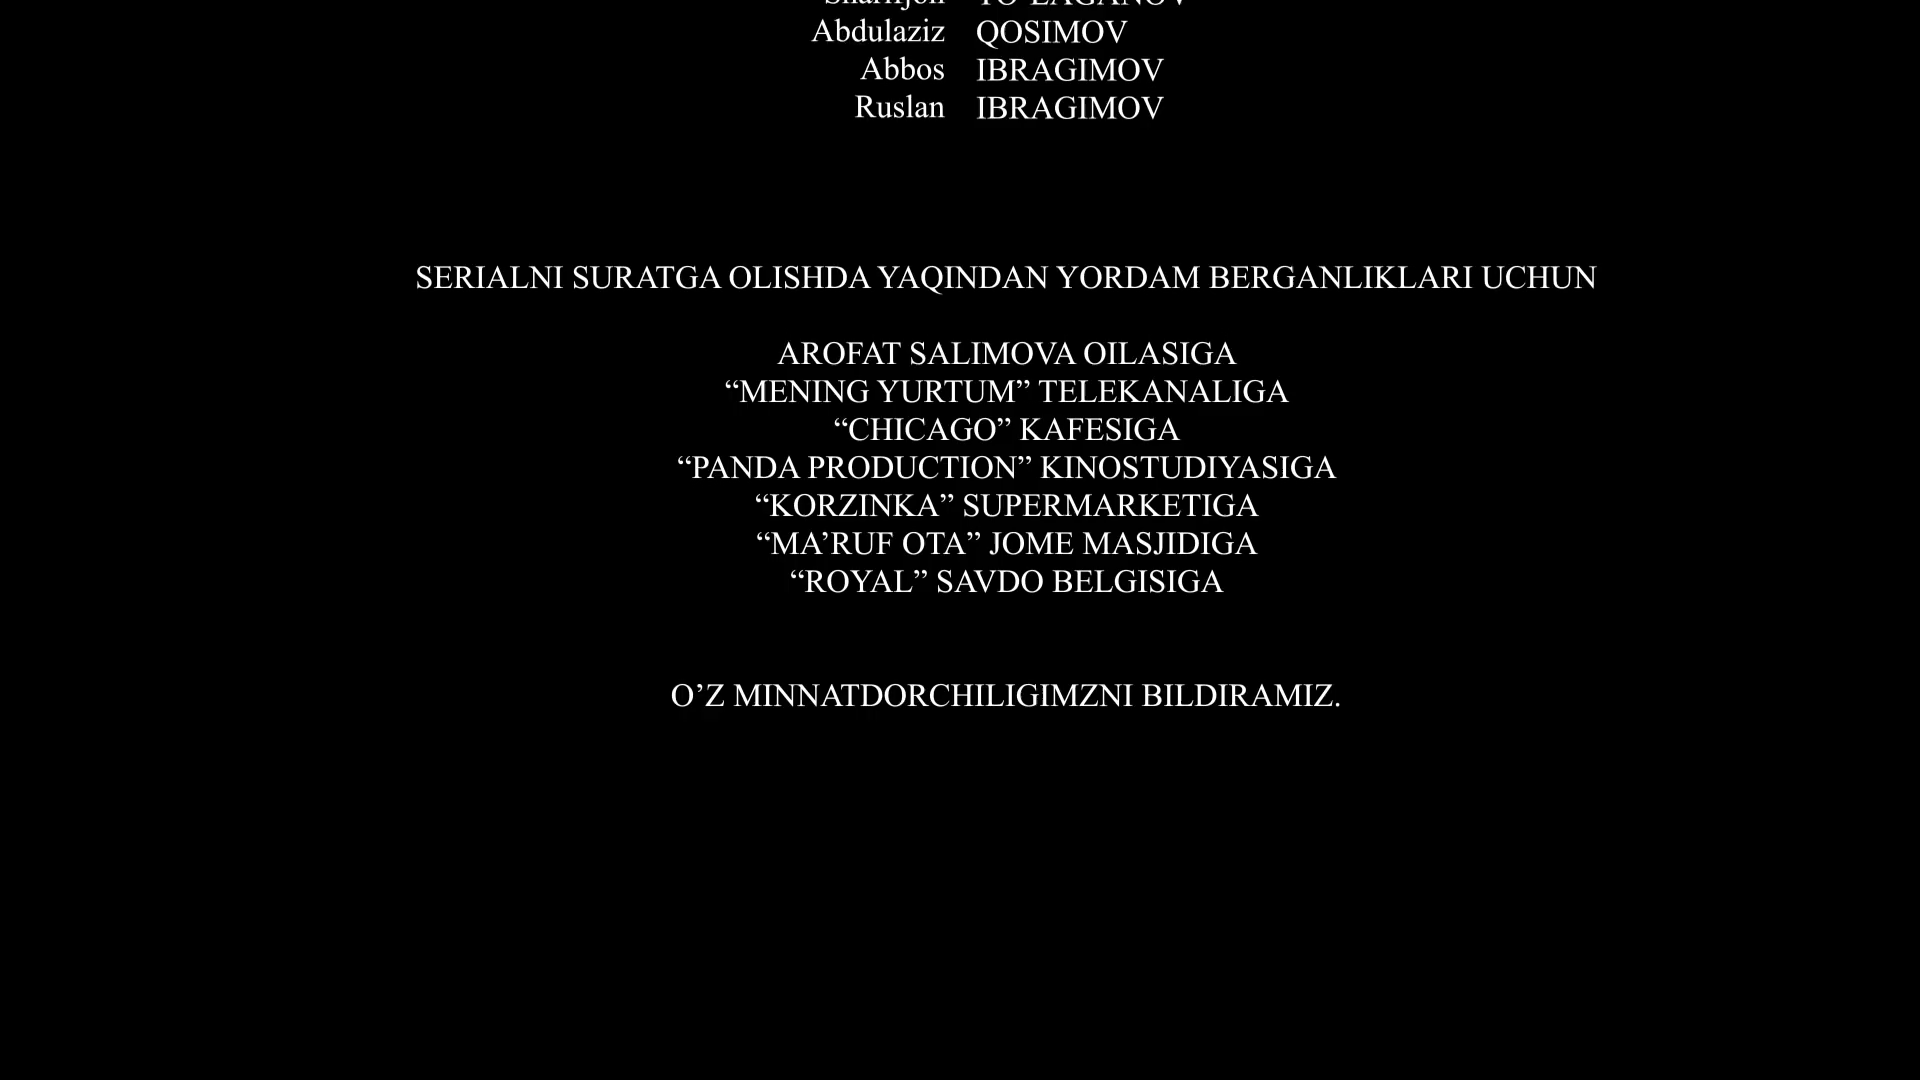 Abdulaziz QOSIMOV
Abbos IBRAGIMOV
Ruslan IBRAGIMOV
SERIALNI SURATGA OLISHDA YAQINDAN YORDAM BERGANLIKLARI UCHUN
AROFAT SALIMOVA OILASIGA
“MENING YURTUM” TELEKANALIGA
“CHICAGO” KAFESIGA
“PANDA PRODUCTION” KINOSTUDIYASIGA
“KORZINKA” SUPERMARKETIGA
“MA’RUF OTA” JOME MASJIDIGA
“ROYAL” SAVDO BELGISIGA
O’Z MINNATDORCHILIGIMZNI BILDIRAMIZ.